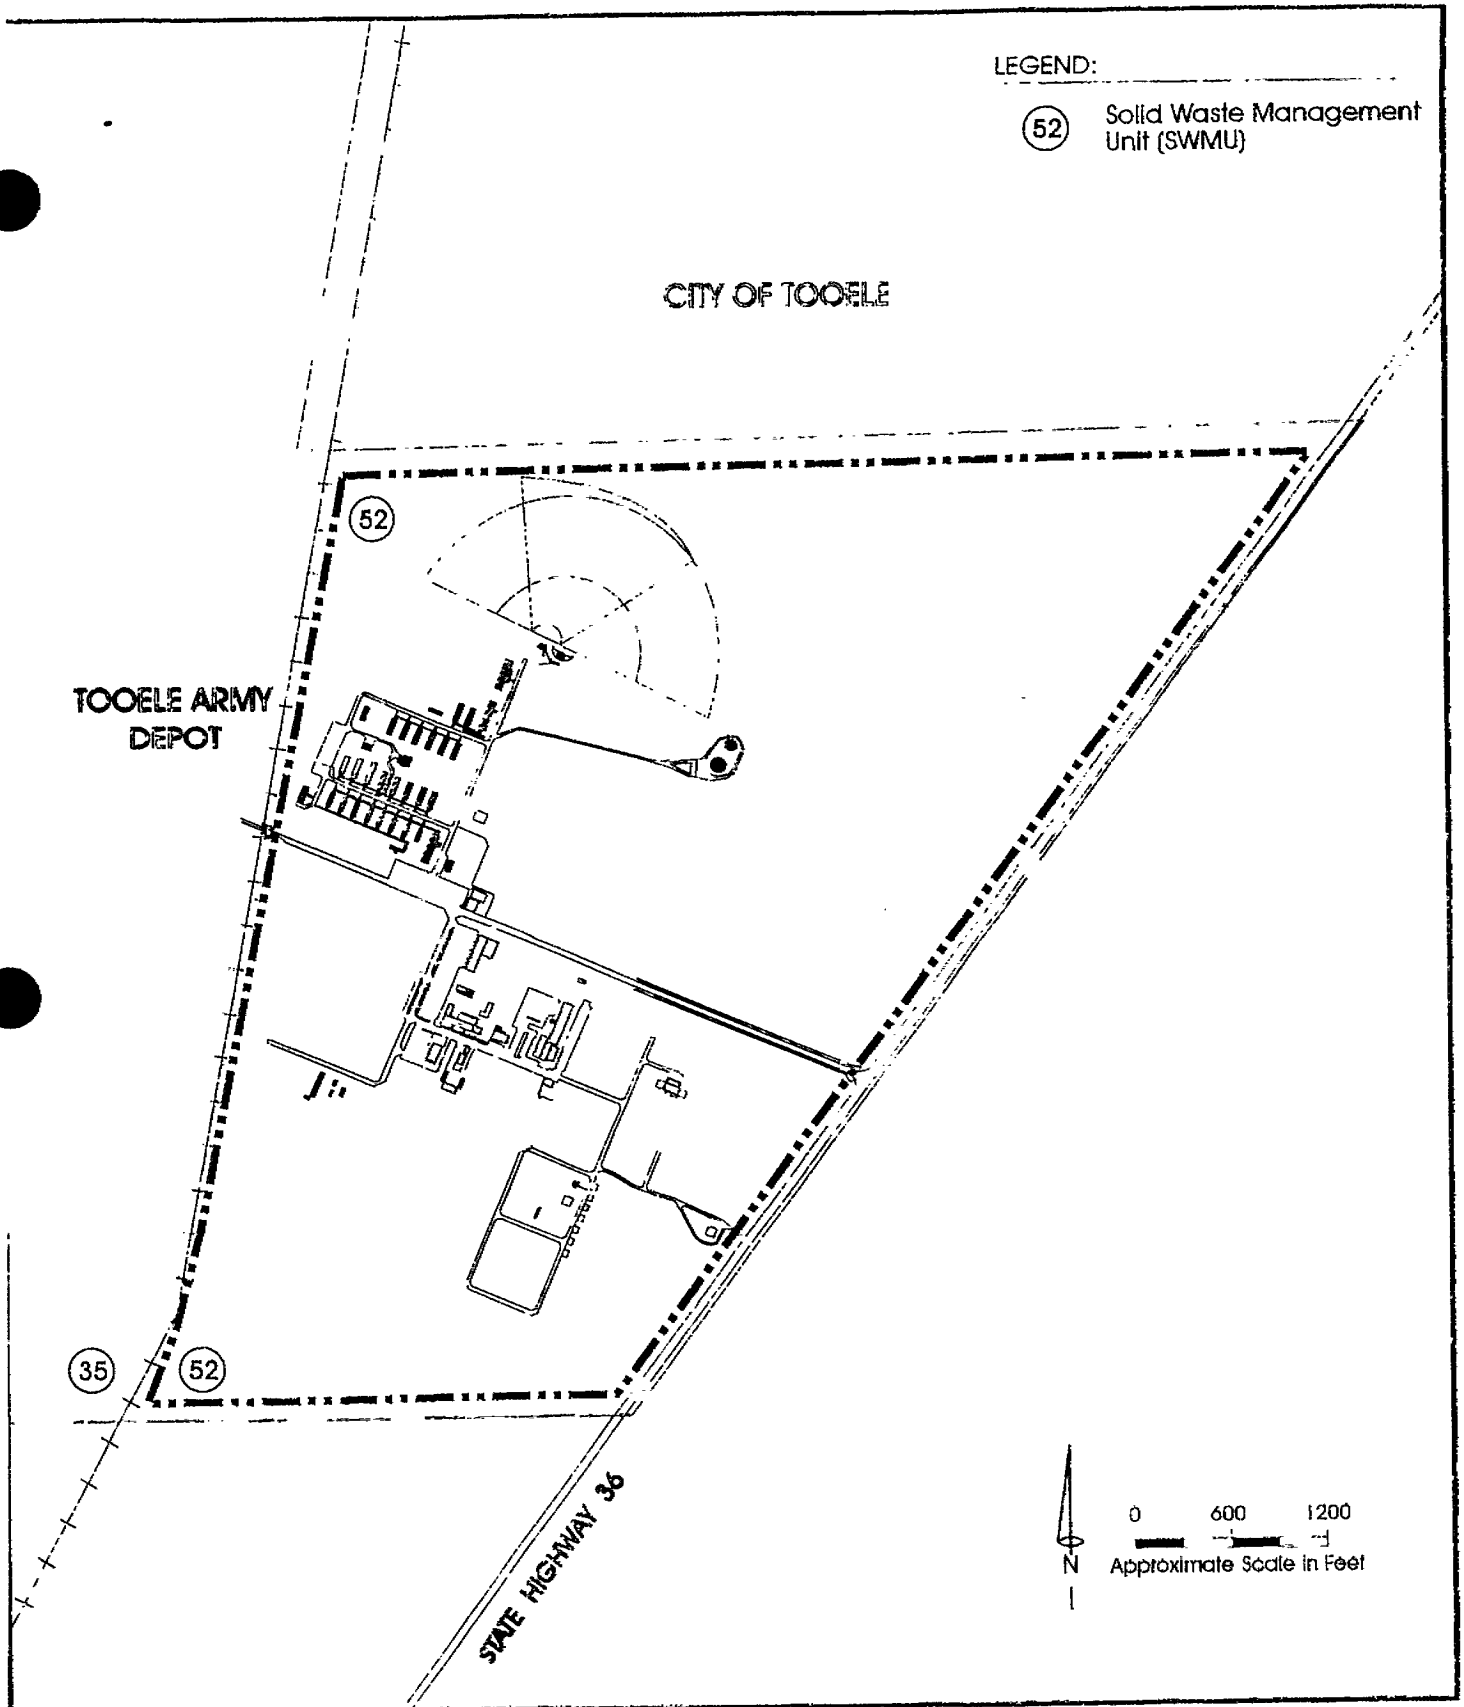 LEGEND:
52 Solid Waste Management
Unit (SWMU)
CITY OF TOOELE
52
TOOELE ARMY
DEPOT
35
52
STATE HIGHWAY 36
0 600 1200
N
Approximate Scale in Feet